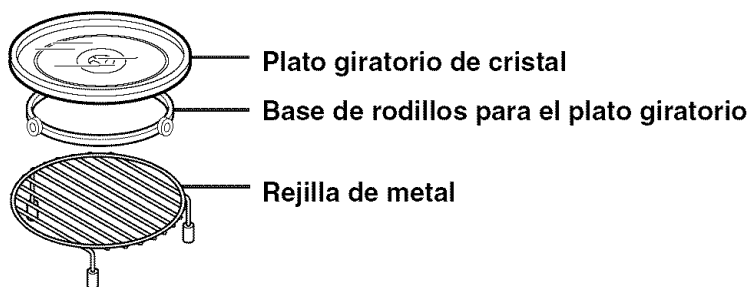 Plato giratorio de cristal
Base de rodillos para el plato giratorio
Rejilla de metal